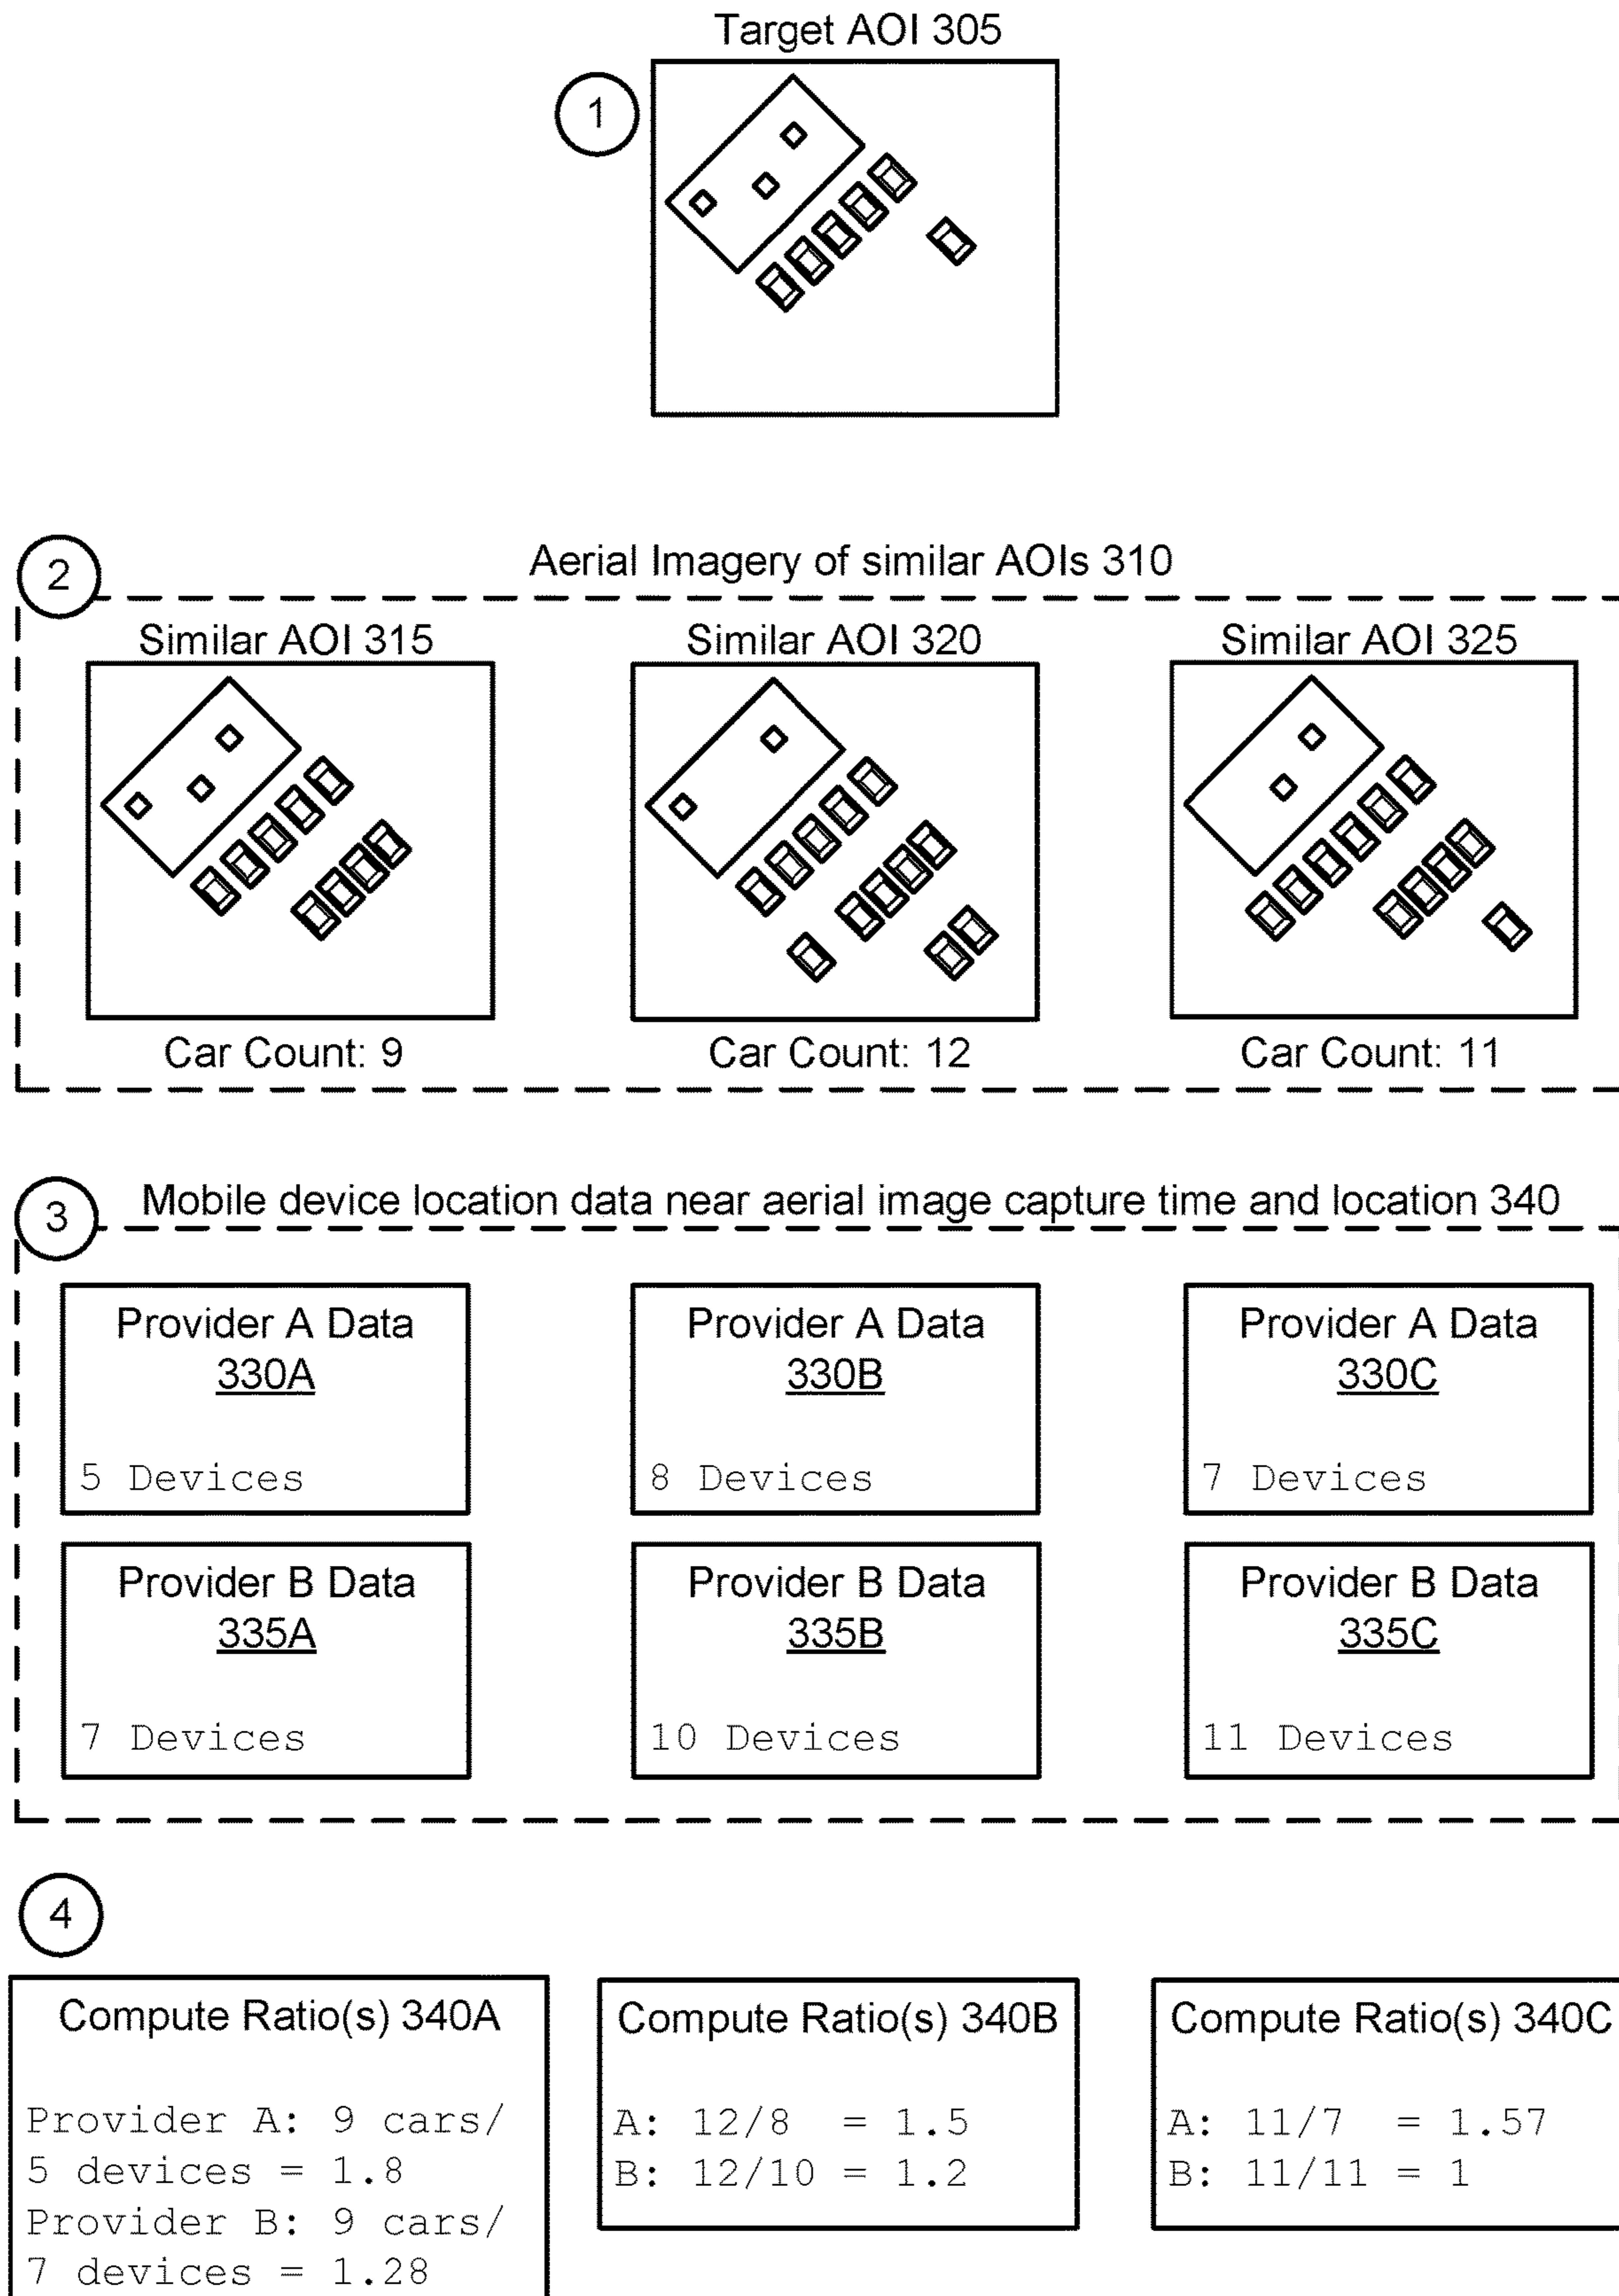 Target AOI 305
1
2
Aerial Imagery of similar AOIs 310
Similar AOI 315
Similar AOI 320
Similar AOI 325
Car Count: 9
Car Count: 12
Car Count: 11
3
Mobile device location data near aerial image capture time and location 340
Provider A Data
330A
5 Devices
Provider A Data
330B
8 Devices
Provider A Data
330C
7 Devices
Provider B Data
335A
7 Devices
Provider B Data
335B
10 Devices
Provider B Data
335C
11 Devices
4
Compute Ratio(s) 340A
Provider A: 9 cars/
5 devices = 1.8
Provider B: 9 cars/
7 devices = 1.28
Compute Ratio(s) 340B
A: 12/8 = 1.5
B: 12/10 = 1.2
Compute Ratio(s) 340C
A: 11/7 = 1.57
B: 11/11 = 1